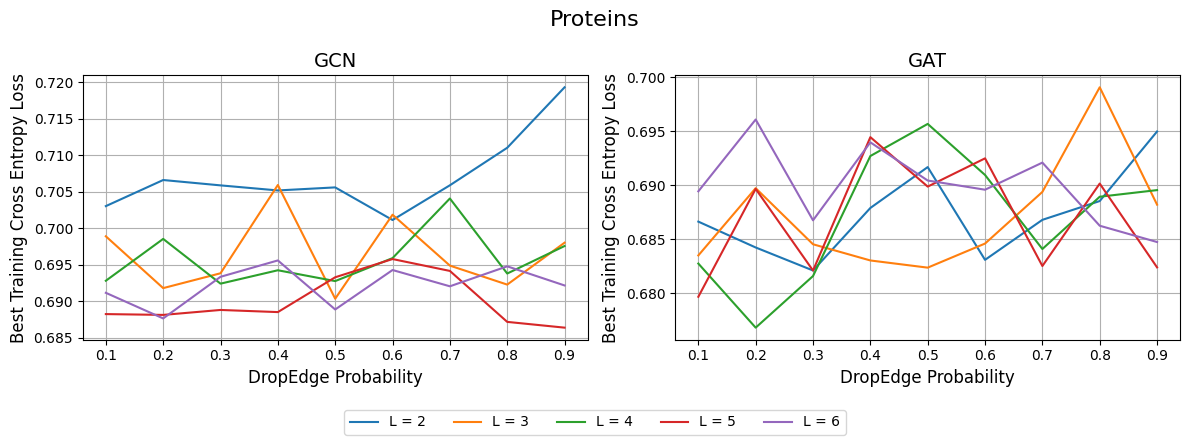 Proteins
GCN
Best Training Cross Entropy Loss
0.720
0.715
0.710
0.705
0.700
0.695
0.690
0.685
0.1 0.2 0.3 0.4 0.5 0.6 0.7 0.8 0.9
DropEdge Probability
GAT
Best Training Cross Entropy Loss
0.700
0.695
0.690
0.685
0.680
0.1 0.2 0.3 0.4 0.5 0.6 0.7 0.8 0.9
DropEdge Probability
L = 2 L = 3 L = 4 L = 5 L = 6